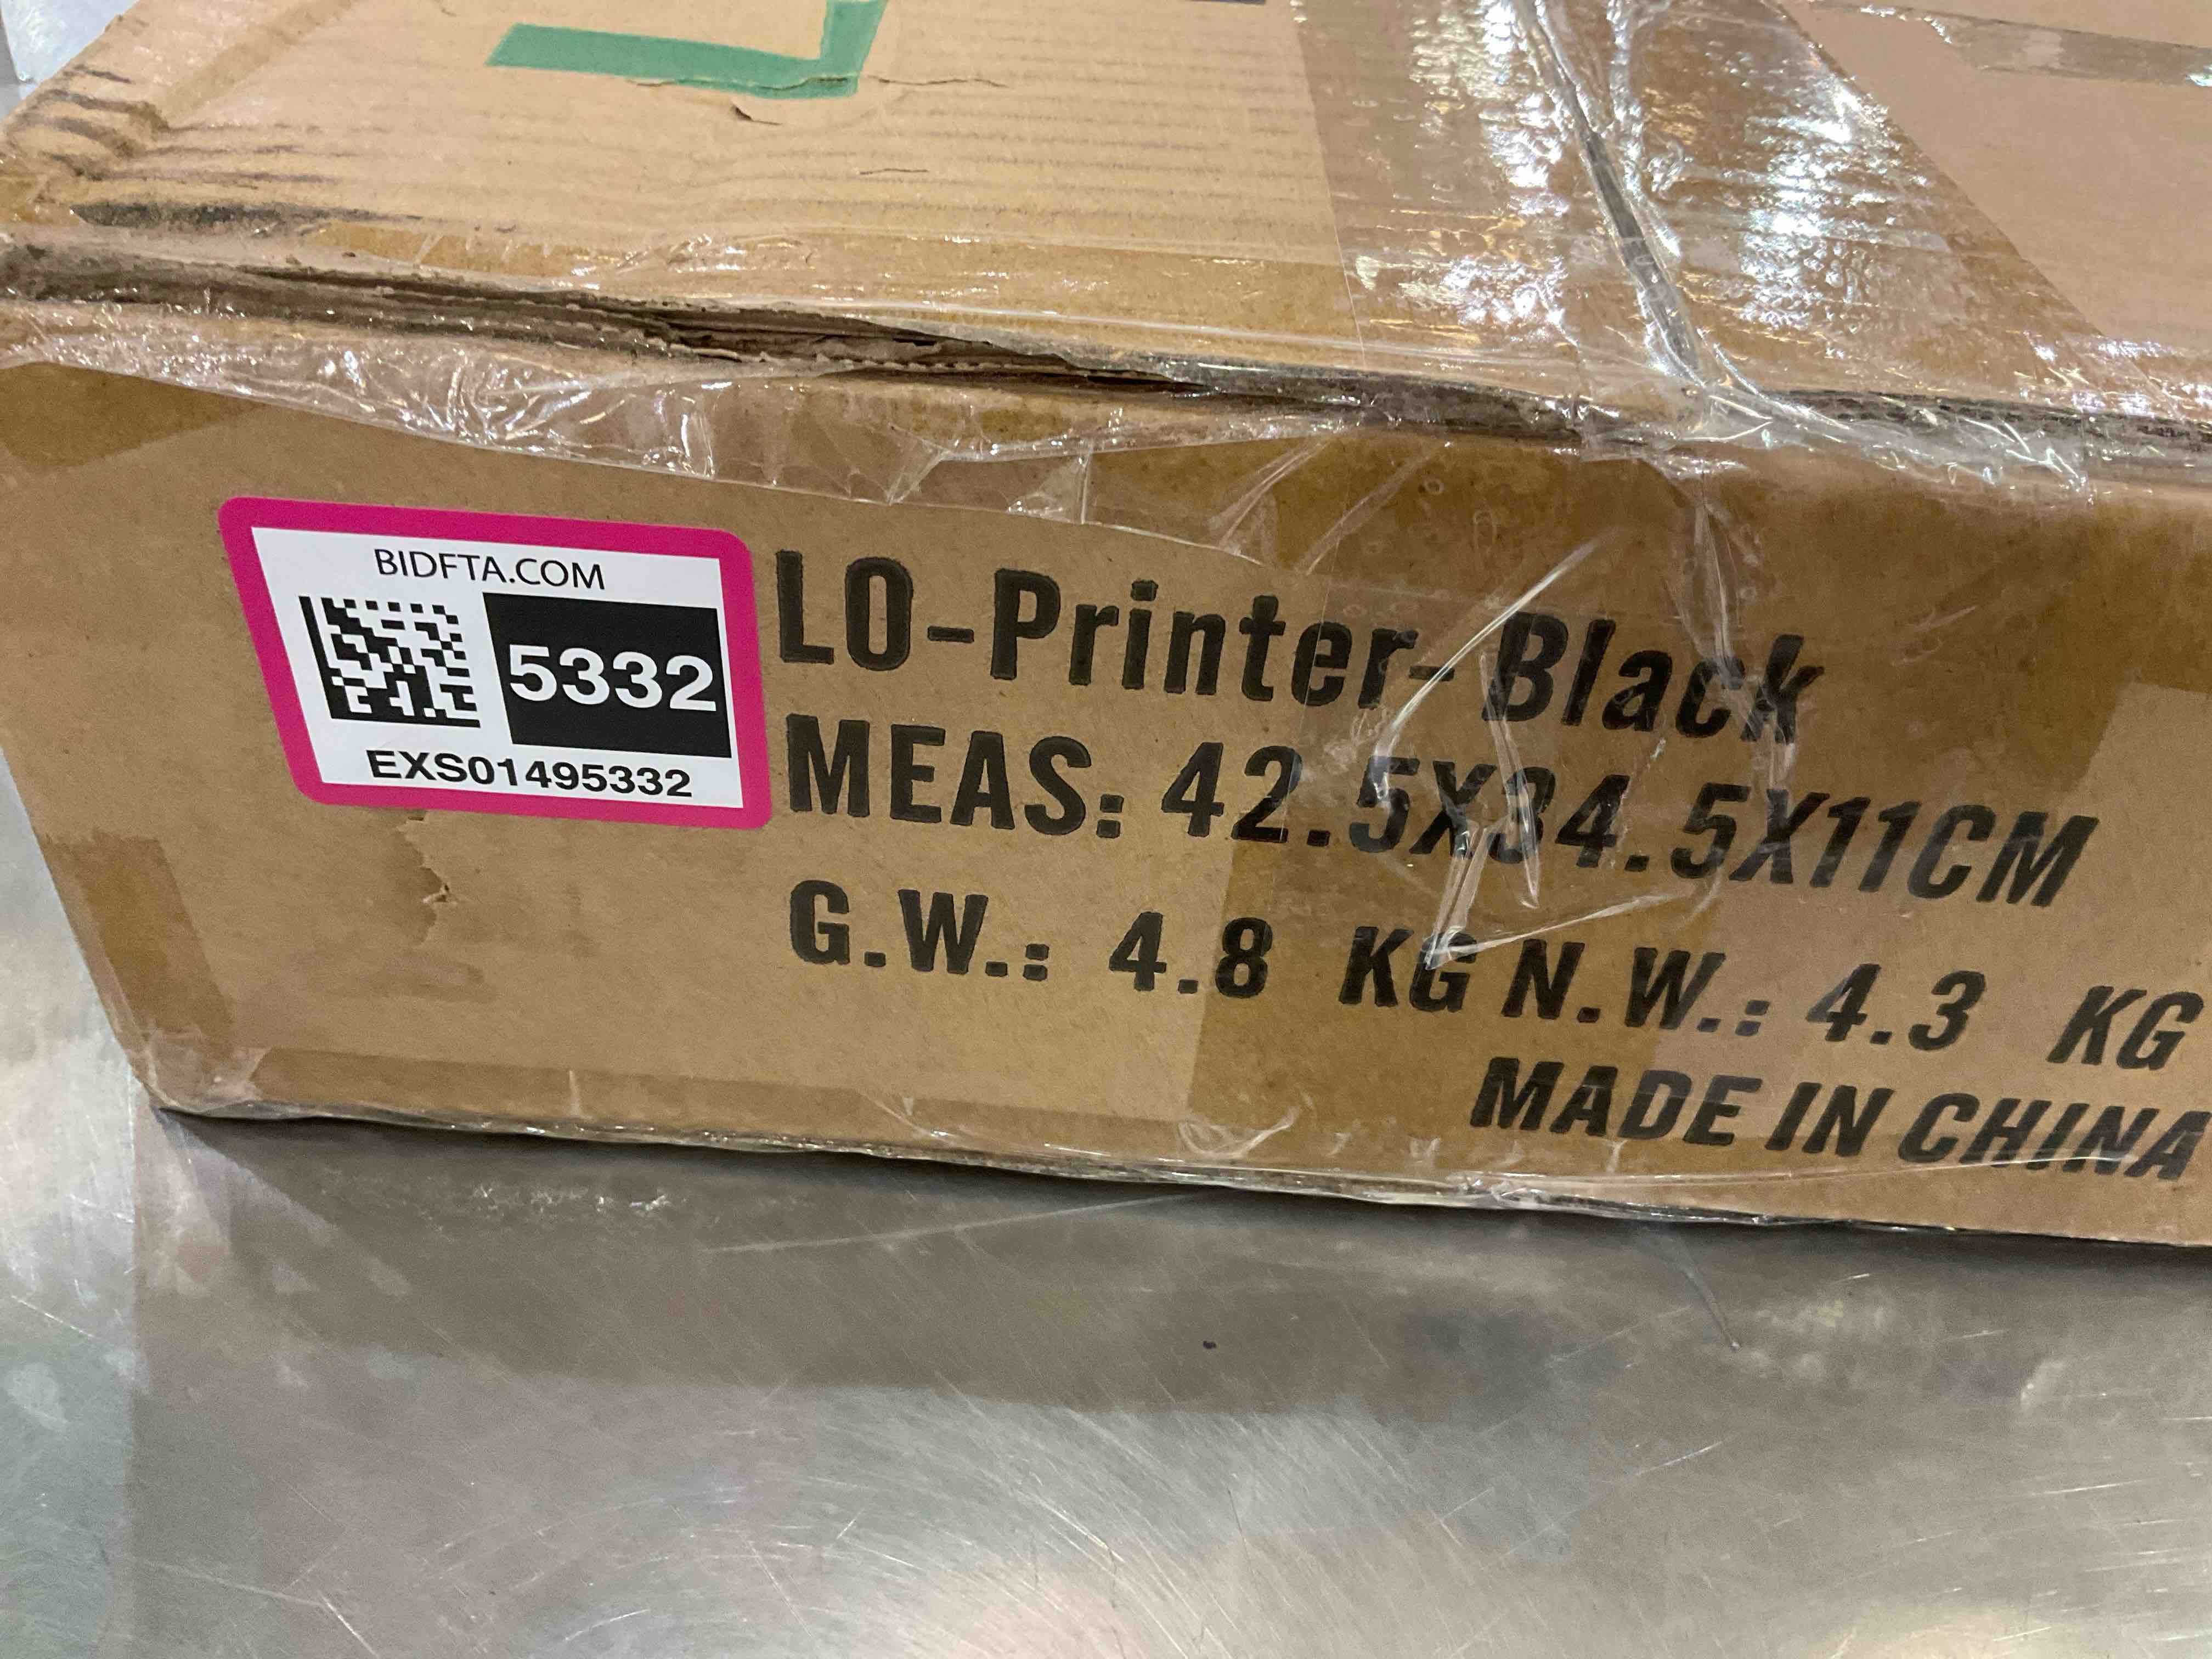 BIDFTA.COM
5332
EXS01495332
LO-Printer-Black
MEAS: 42.5X34.5X11CM
G.W.: 4.8 KG N.W.: 4.3 KG
MADE IN CHINA